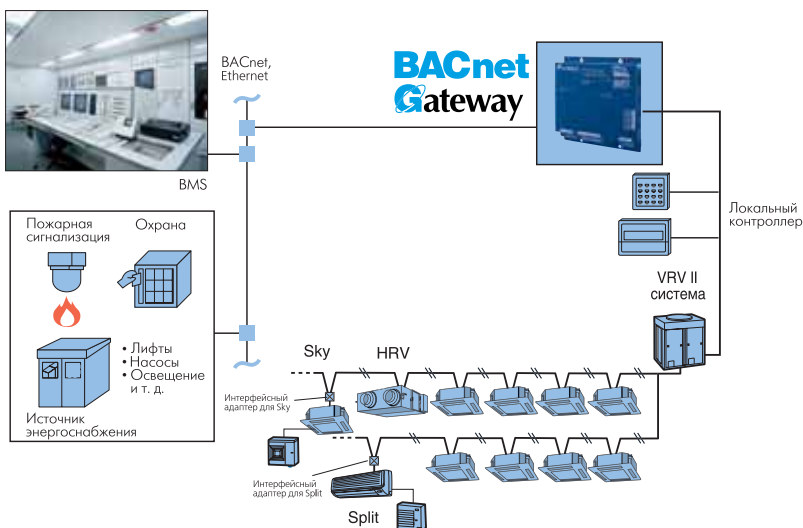 BACnet,
Ethernet
BACnet
Gateway
BMS
Пожарная
сигнализация
Охрана
Локальный
контроллер
VRV II
система
• Лифты
• Насосы
• Освещение
и т. д.
Источник
энергоснабжения
Sky
HRV
Интерфейсный
адаптер для Sky
Интерфейсный
адаптер для Split
Split